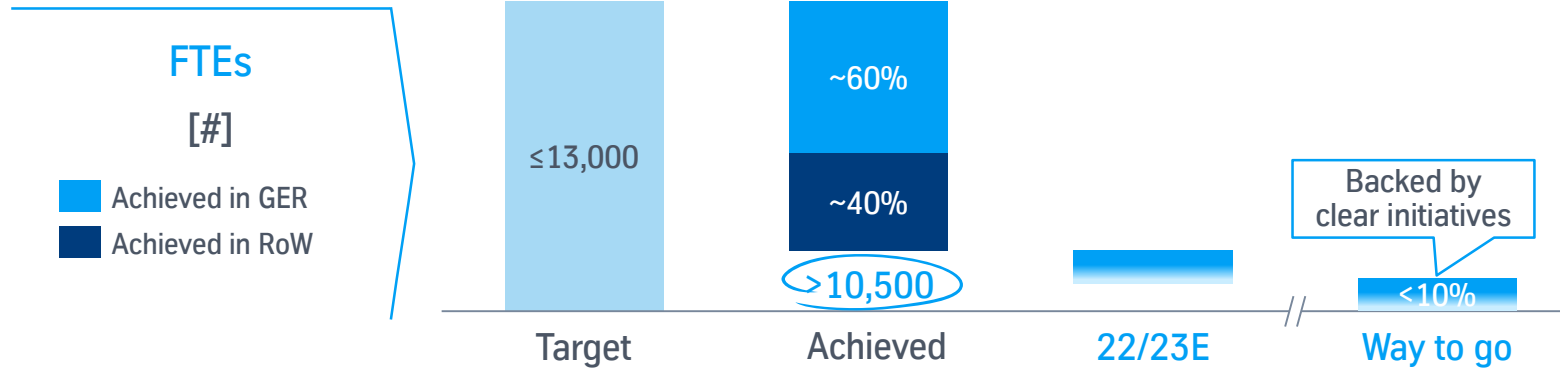 FTEs
[#]
Achieved in GER
Achieved in RoW
≤13,000
~60%
~40%
>10,500
Backed by
clear initiatives
<10%
Target
Achieved
22/23E
Way to go